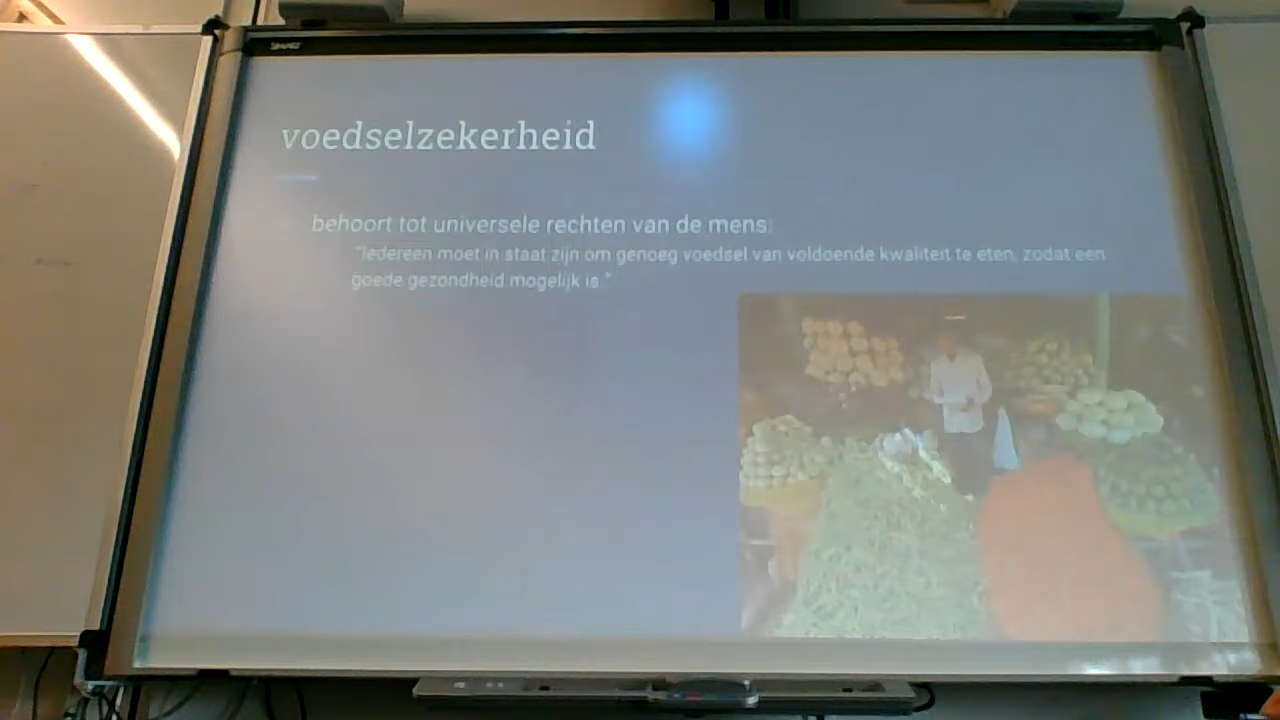 SMART
voedselzekerheid
behoort tot universele rechten van de mens:
"Iedereen moet in staat zijn om genoeg voedsel van voldoende kwaliteit te eten, zodat een
goede gezondheid mogelijk is."